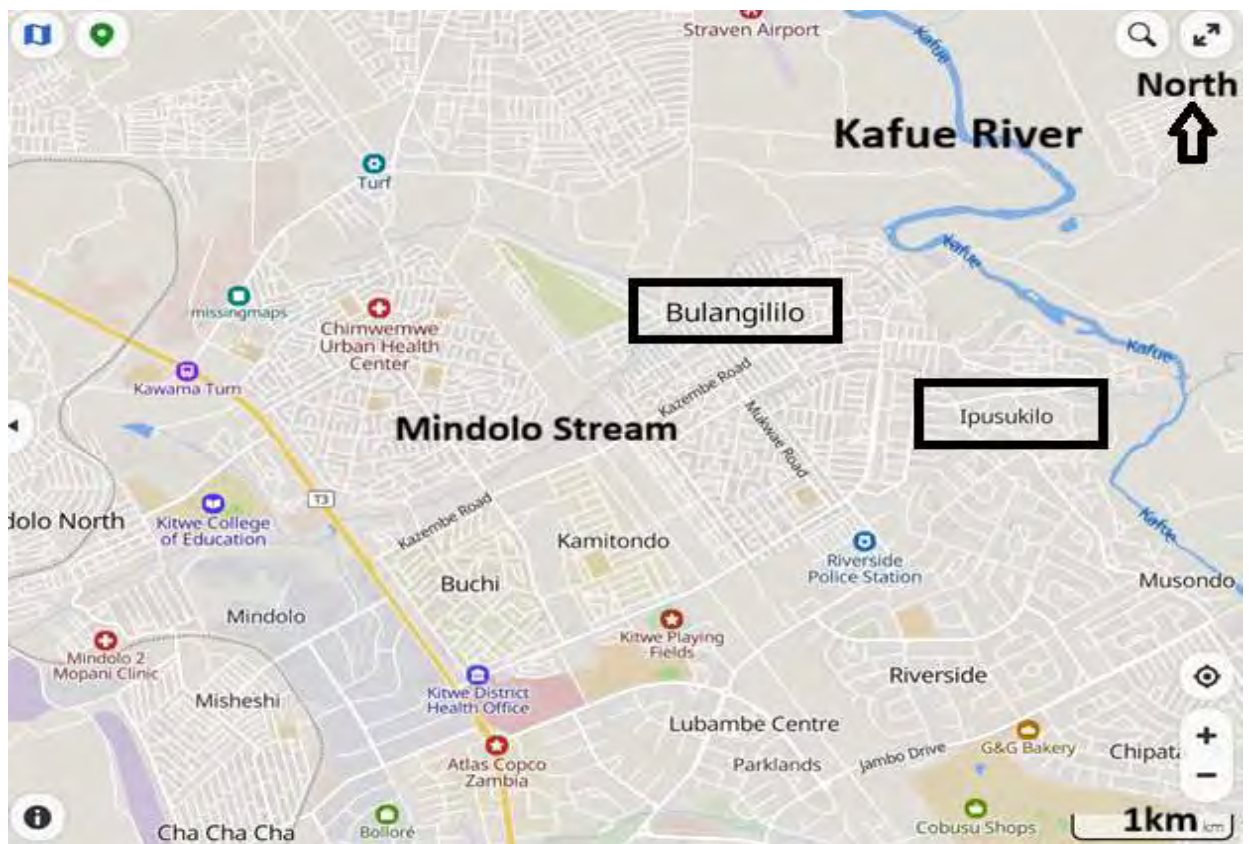 Straven Airport
Kafue
North
Kafue River
Turf
Kafue
Bulangililo
missingmaps
Chimwemwe
Urban Health
Center
Kafue
Kawama Turn
Kazembe Road
Ipusukilo
Mindolo Stream
Mukwae Road
T3
dolo North
Kitwe College
of Education
Kazembe Road
Kafue
Kamitondo
Riverside
Police Station
Buchi
Musondo
Mindolo
Kitwe Playing
Fields
Mindolo 2
Mopani Clinic
Riverside
Misheshi
Kitwe District
Health Office
Lubambe Centre
Jambo Drive
G&G Bakery
Chipata
+
−
Atlas Copco
Zambia
Parklands
Cha Cha Cha
Bolloré
Cobusu Shops
1km km